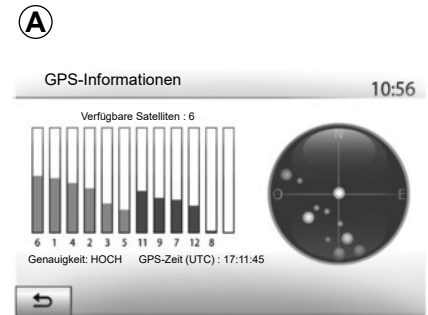 A
GPS-Informationen
10:56
Verfügbare Satelliten : 6
6 1 4 2 3 5 11 9 7 12 8
Genauigkeit: HOCH GPS-Zeit (UTC) : 17:11:45
N
O E